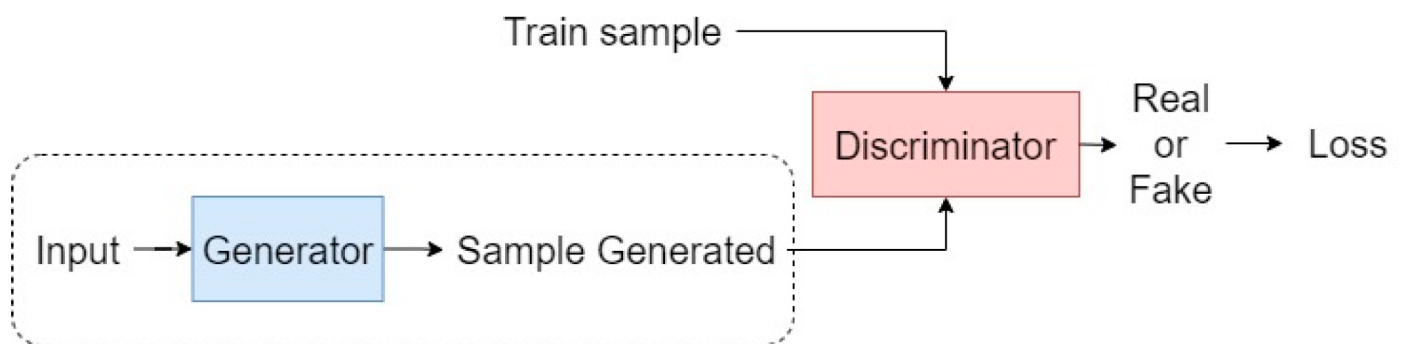 Train sample
Discriminator
Real
or
Fake
Loss
Input
Generator
Sample Generated